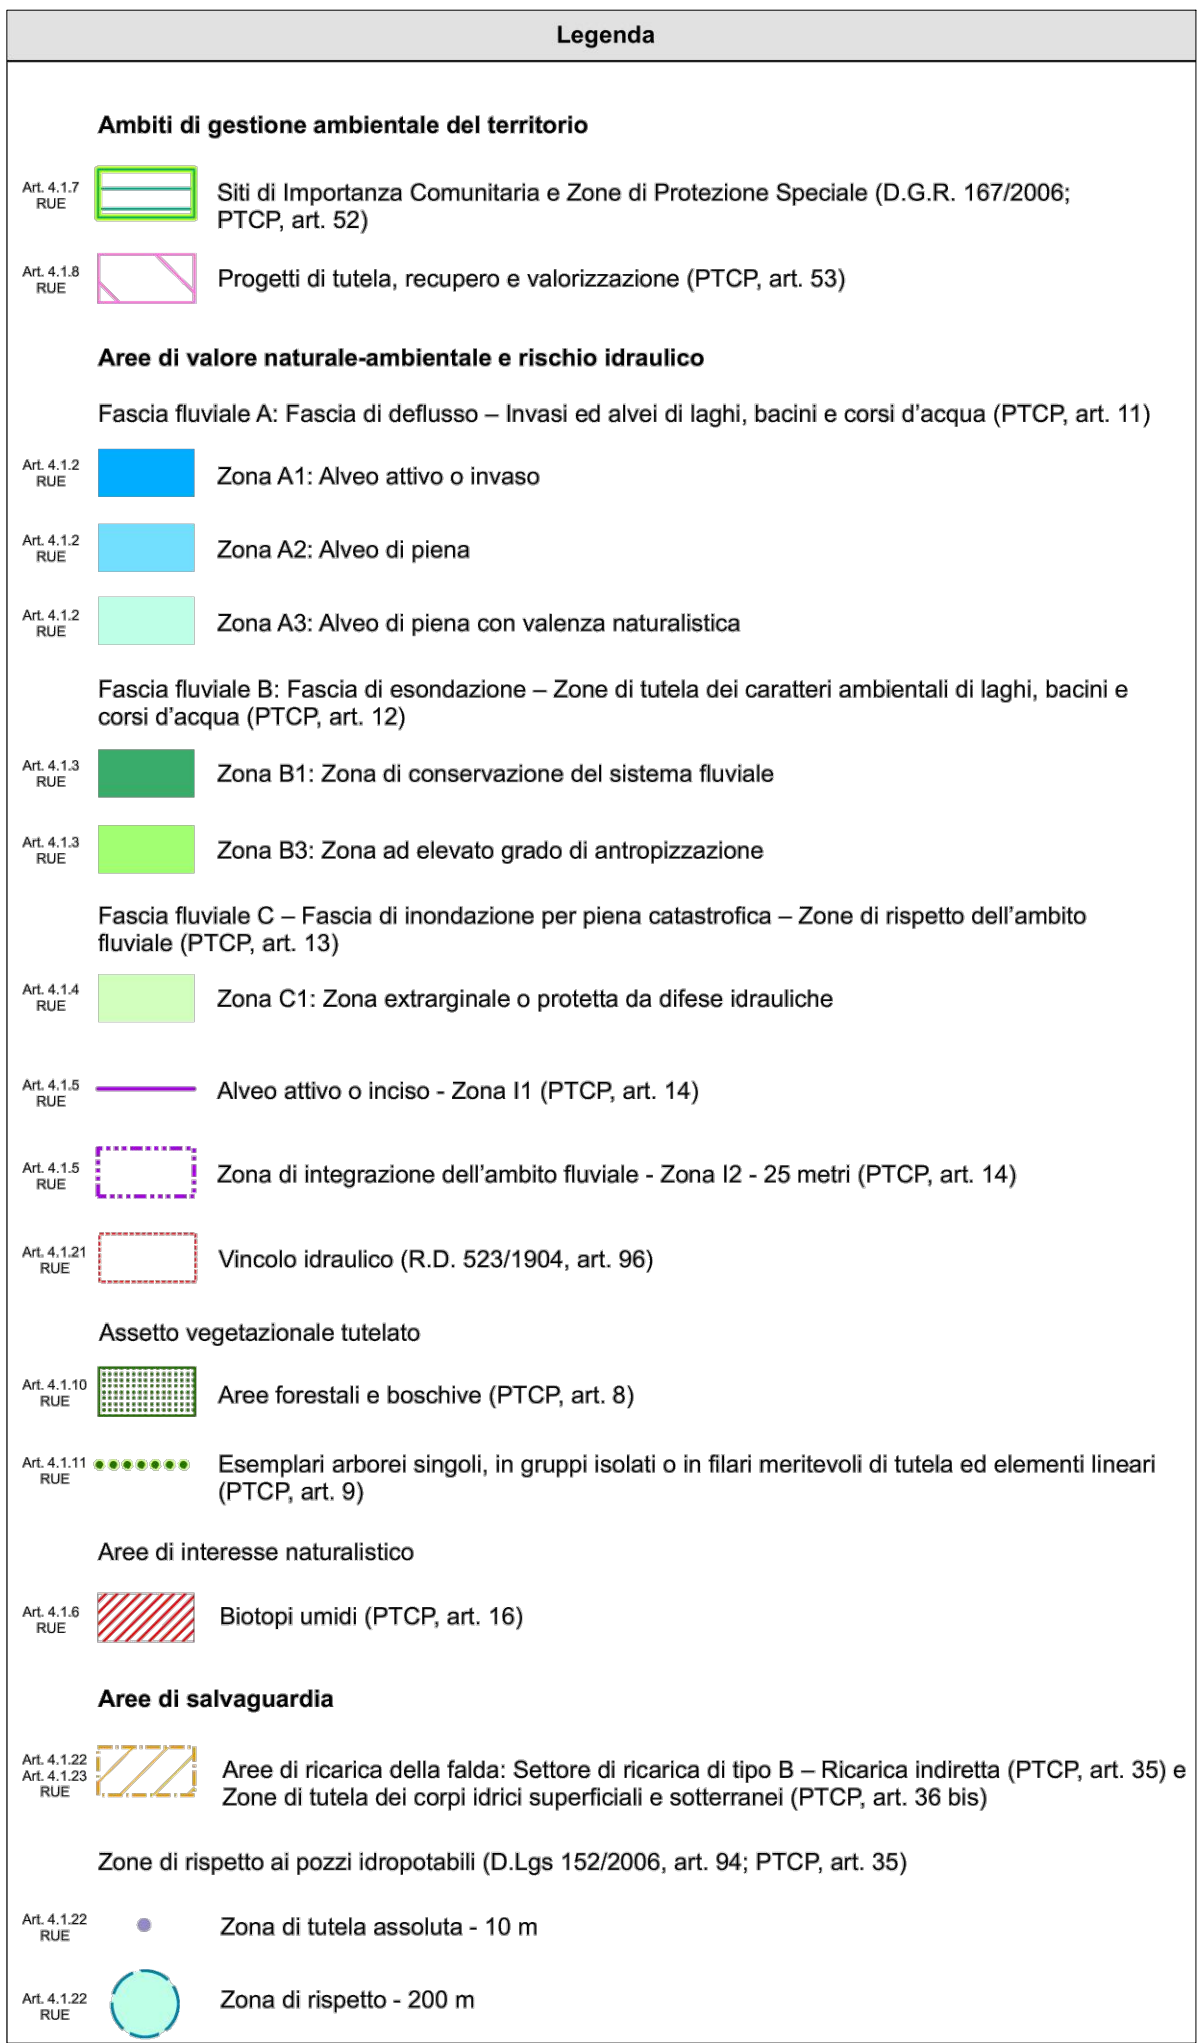 Legenda
Ambiti di gestione ambientale del territorio
Art. 4.1.7
RUE
Siti di Importanza Comunitaria e Zone di Protezione Speciale (D.G.R. 167/2006;
PTCP, art. 52)
Art. 4.1.8
RUE
Progetti di tutela, recupero e valorizzazione (PTCP, art. 53)
Aree di valore naturale-ambientale e rischio idraulico
Fascia fluviale A: Fascia di deflusso – Invasi ed alvei di laghi, bacini e corsi d'acqua (PTCP, art. 11)
Art. 4.1.2
RUE
Zona A1: Alveo attivo o invaso
Art. 4.1.2
RUE
Zona A2: Alveo di piena
Art. 4.1.2
RUE
Zona A3: Alveo di piena con valenza naturalistica
Fascia fluviale B: Fascia di esondazione – Zone di tutela dei caratteri ambientali di laghi, bacini e
corsi d'acqua (PTCP, art. 12)
Art. 4.1.3
RUE
Zona B1: Zona di conservazione del sistema fluviale
Art. 4.1.3
RUE
Zona B3: Zona ad elevato grado di antropizzazione
Fascia fluviale C – Fascia di inondazione per piena catastrofica – Zone di rispetto dell'ambito
fluviale (PTCP, art. 13)
Art. 4.1.4
RUE
Zona C1: Zona extrarginale o protetta da difese idrauliche
Art. 4.1.5
RUE
Alveo attivo o inciso - Zona I1 (PTCP, art. 14)
Art. 4.1.5
RUE
Zona di integrazione dell'ambito fluviale - Zona I2 - 25 metri (PTCP, art. 14)
Art. 4.1.21
RUE
Vincolo idraulico (R.D. 523/1904, art. 96)
Assetto vegetazionale tutelato
Art. 4.1.10
RUE
Aree forestali e boschive (PTCP, art. 8)
Art. 4.1.11
RUE
Esemplari arborei singoli, in gruppi isolati o in filari meritevoli di tutela ed elementi lineari
(PTCP, art. 9)
Aree di interesse naturalistico
Art. 4.1.6
RUE
Biotopi umidi (PTCP, art. 16)
Aree di salvaguardia
Art. 4.1.22
Art. 4.1.23
RUE
Aree di ricarica della falda: Settore di ricarica di tipo B – Ricarica indiretta (PTCP, art. 35) e
Zone di tutela dei corpi idrici superficiali e sotterranei (PTCP, art. 36 bis)
Zone di rispetto ai pozzi idropotabili (D.Lgs 152/2006, art. 94; PTCP, art. 35)
Art. 4.1.22
RUE
Zona di tutela assoluta - 10 m
Art. 4.1.22
RUE
Zona di rispetto - 200 m